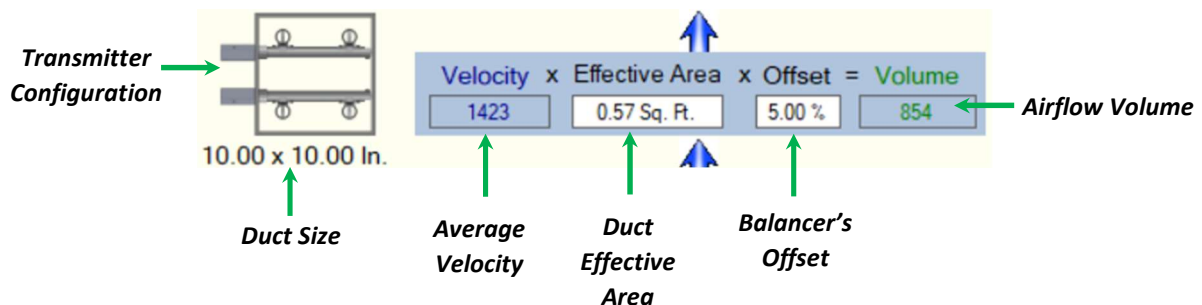 Transmitter
Configuration
Velocity x Effective Area x Offset = Volume
1423 0.57 Sq. Ft. 5.00 % 854
Airflow Volume
10.00 x 10.00 In.
Duct Size
Average
Velocity
Duct
Effective
Area
Balancer’s
Offset